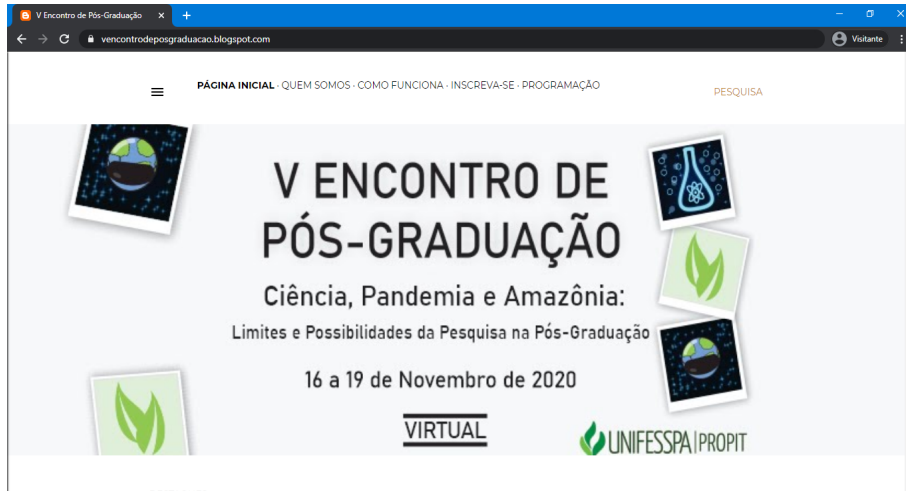 V Encontro de Pós-Graduação
vencontrodeposgraduacao.blogspot.com
Visitante
PÁGINA INICIAL · QUEM SOMOS · COMO FUNCIONA · INSCREVA-SE · PROGRAMAÇÃO
PESQUISA
V ENCONTRO DE
PÓS-GRADUAÇÃO
Ciência, Pandemia e Amazônia:
Limites e Possibilidades da Pesquisa na Pós-Graduação
16 a 19 de Novembro de 2020
VIRTUAL
UNIFESSPA|PROPIT